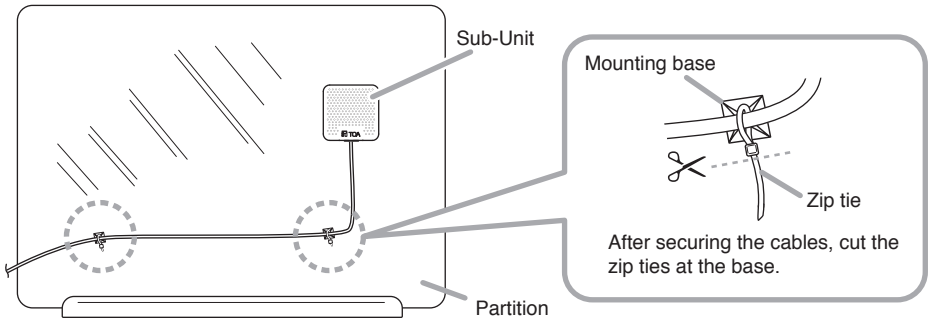 Sub-Unit
TOA
Partition
Mounting base
Zip tie
After securing the cables, cut the
zip ties at the base.